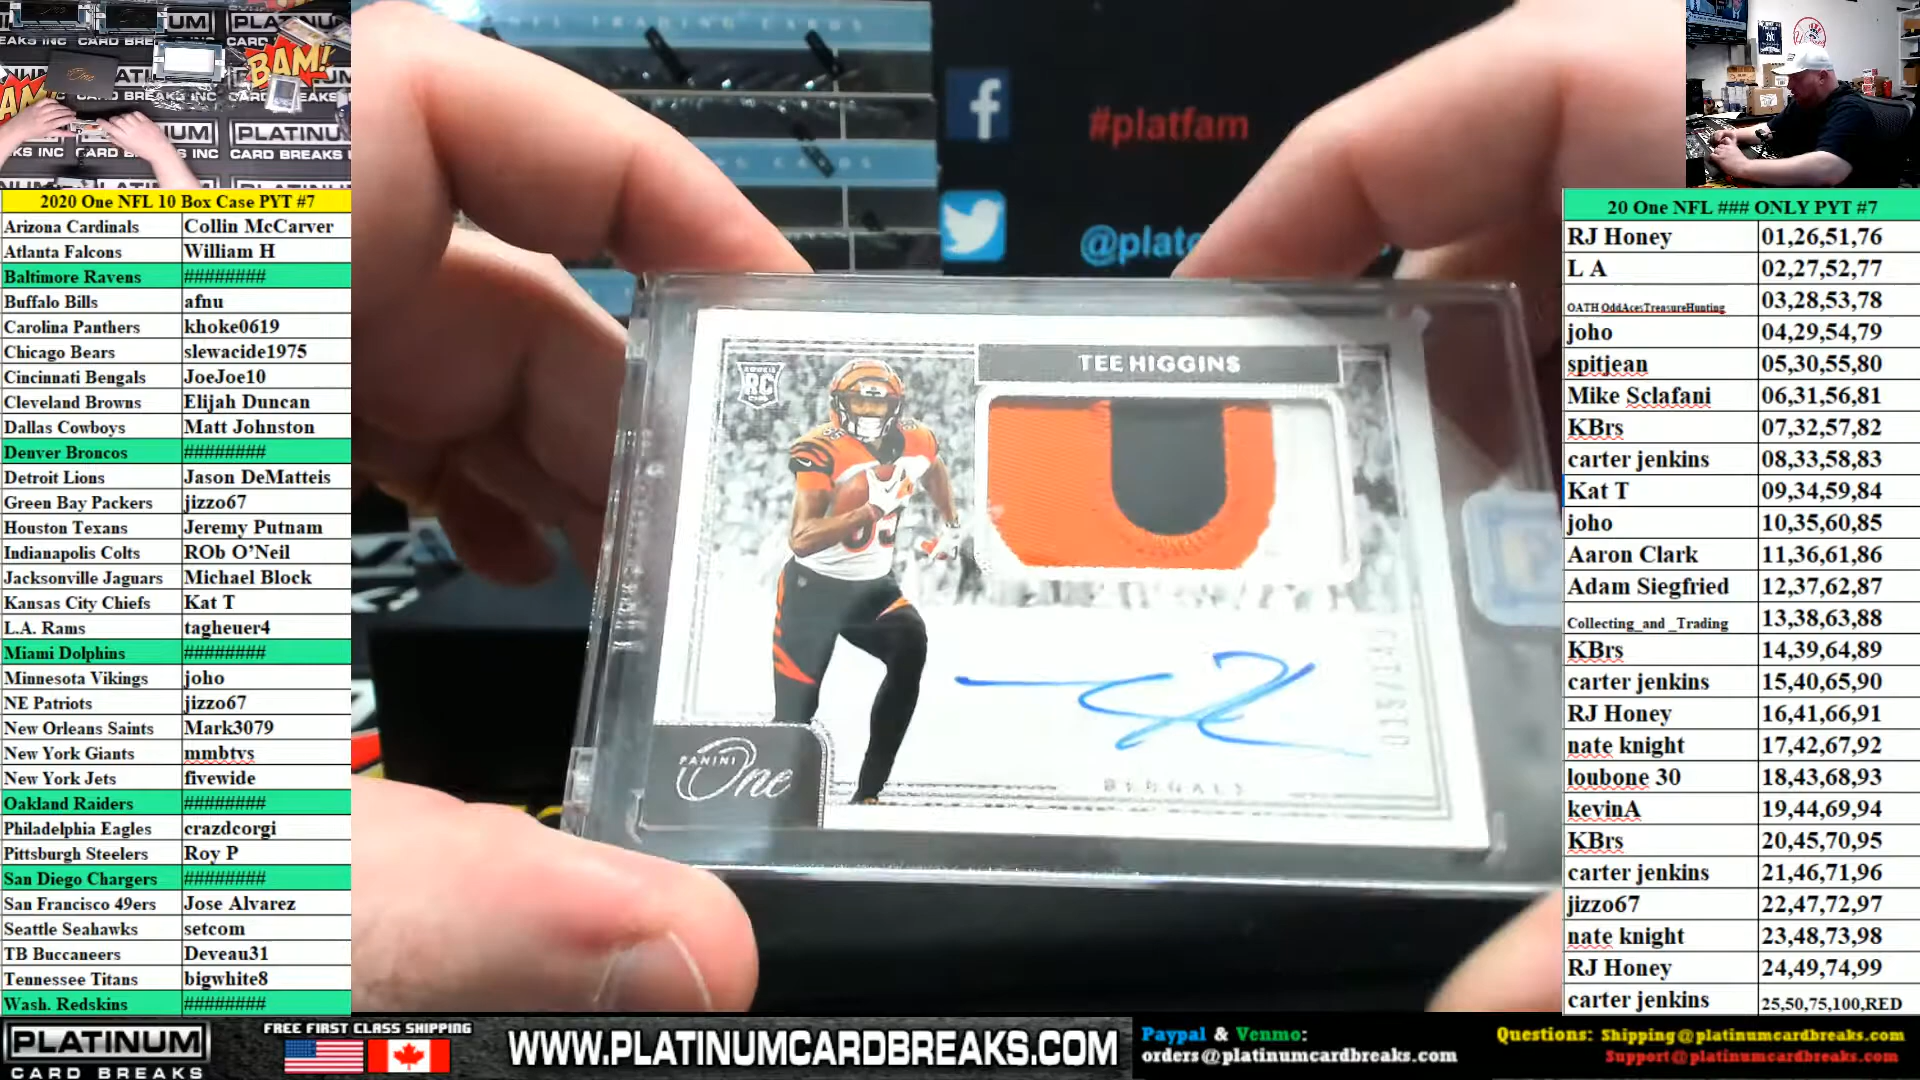 2020 One NFL 10 Box Case PYT #7
Arizona Cardinals Collin McCarver
Atlanta Falcons William H
Baltimore Ravens ########
Buffalo Bills afnu
Carolina Panthers khoke0619
Chicago Bears slewacide1975
Cincinnati Bengals JoeJoe10
Cleveland Browns Elijah Duncan
Dallas Cowboys Matt Johnston
Denver Broncos ########
Detroit Lions Jason DeMatteis
Green Bay Packers jizzo67
Houston Texans Jeremy Putnam
Indianapolis Colts ROb O’Neil
Jacksonville Jaguars Michael Block
Kansas City Chiefs Kat T
L.A. Rams tagheuer4
Miami Dolphins ########
Minnesota Vikings joho
NE Patriots jizzo67
New Orleans Saints Mark3079
New York Giants mmbtvs
New York Jets fivewide
Oakland Raiders ########
Philadelphia Eagles crazdcorgi
Pittsburgh Steelers Roy P
San Diego Chargers ########
San Francisco 49ers Jose Alvarez
Seattle Seahawks setcom
TB Buccaneers Deveau31
Tennessee Titans bigwhite8
Wash. Redskins ########
#platfam
TEE HIGGINS
ROOKIE
RC
CARD
85
PANINI
One
BENGALS
20 One NFL ### ONLY PYT #7
RJ Honey 01,26,51,76
L A 02,27,52,77
OATH OddAcesTreasureHunting 03,28,53,78
joho 04,29,54,79
spitjean 05,30,55,80
Mike Sclafani 06,31,56,81
KBrs 07,32,57,82
carter jenkins 08,33,58,83
Kat T 09,34,59,84
joho 10,35,60,85
Aaron Clark 11,36,61,86
Adam Siegfried 12,37,62,87
Collecting_and _Trading 13,38,63,88
KBrs 14,39,64,89
carter jenkins 15,40,65,90
RJ Honey 16,41,66,91
nate knight 17,42,67,92
loubone 30 18,43,68,93
kevinA 19,44,69,94
KBrs 20,45,70,95
carter jenkins 21,46,71,96
jizzo67 22,47,72,97
nate knight 23,48,73,98
RJ Honey 24,49,74,99
carter jenkins 25,50,75,100,RED
PLATINUM
CARD BREAKS
FREE FIRST CLASS SHIPPING
WWW.PLATINUMCARDBREAKS.COM
Paypal & Venmo:
orders@platinumcardbreaks.com
Questions: Shipping@platinumcardbreaks.com
Support@platinumcardbreaks.com